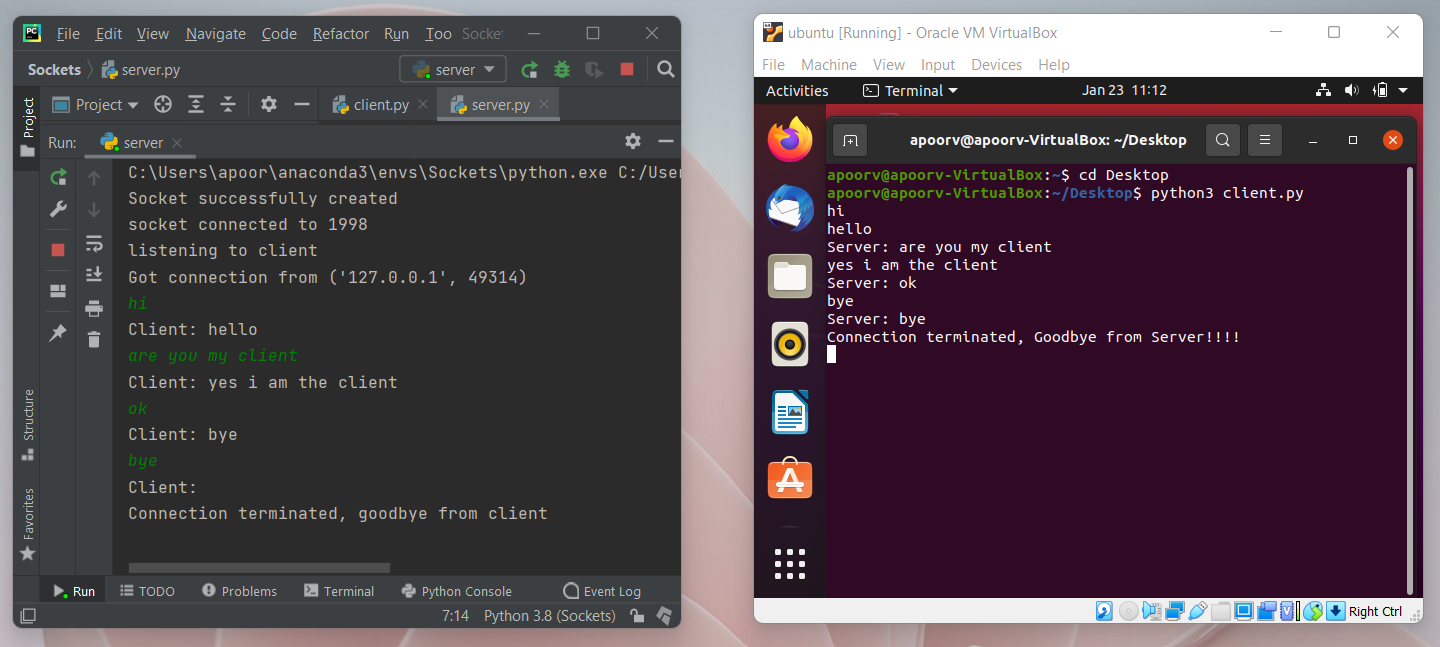 PC File Edit View Navigate Code Refactor Run Too Socke
Sockets server.py server
Project client.py server.py
Project
Run: server
C:\Users\apoor\anaconda3\envs\Sockets\python.exe C:/User
Socket successfully created
socket connected to 1998
listening to client
Got connection from ('127.0.0.1', 49314)
hi
Client: hello
are you my client
Client: yes i am the client
ok
Client: bye
bye
Client:
Connection terminated, goodbye from client
Structure
Favorites
Run TODO Problems Terminal Python Console Event Log
7:14 Python 3.8 (Sockets)
ubuntu [Running] - Oracle VM VirtualBox
File Machine View Input Devices Help
Activities Terminal Jan 23 11:12
apoorv@apoorv-VirtualBox: ~/Desktop
apoorv@apoorv-VirtualBox:~$ cd Desktop
apoorv@apoorv-VirtualBox:~/Desktop$ python3 client.py
hi
hello
Server: are you my client
yes i am the client
Server: ok
bye
Server: bye
Connection terminated, Goodbye from Server!!!!
Right Ctrl